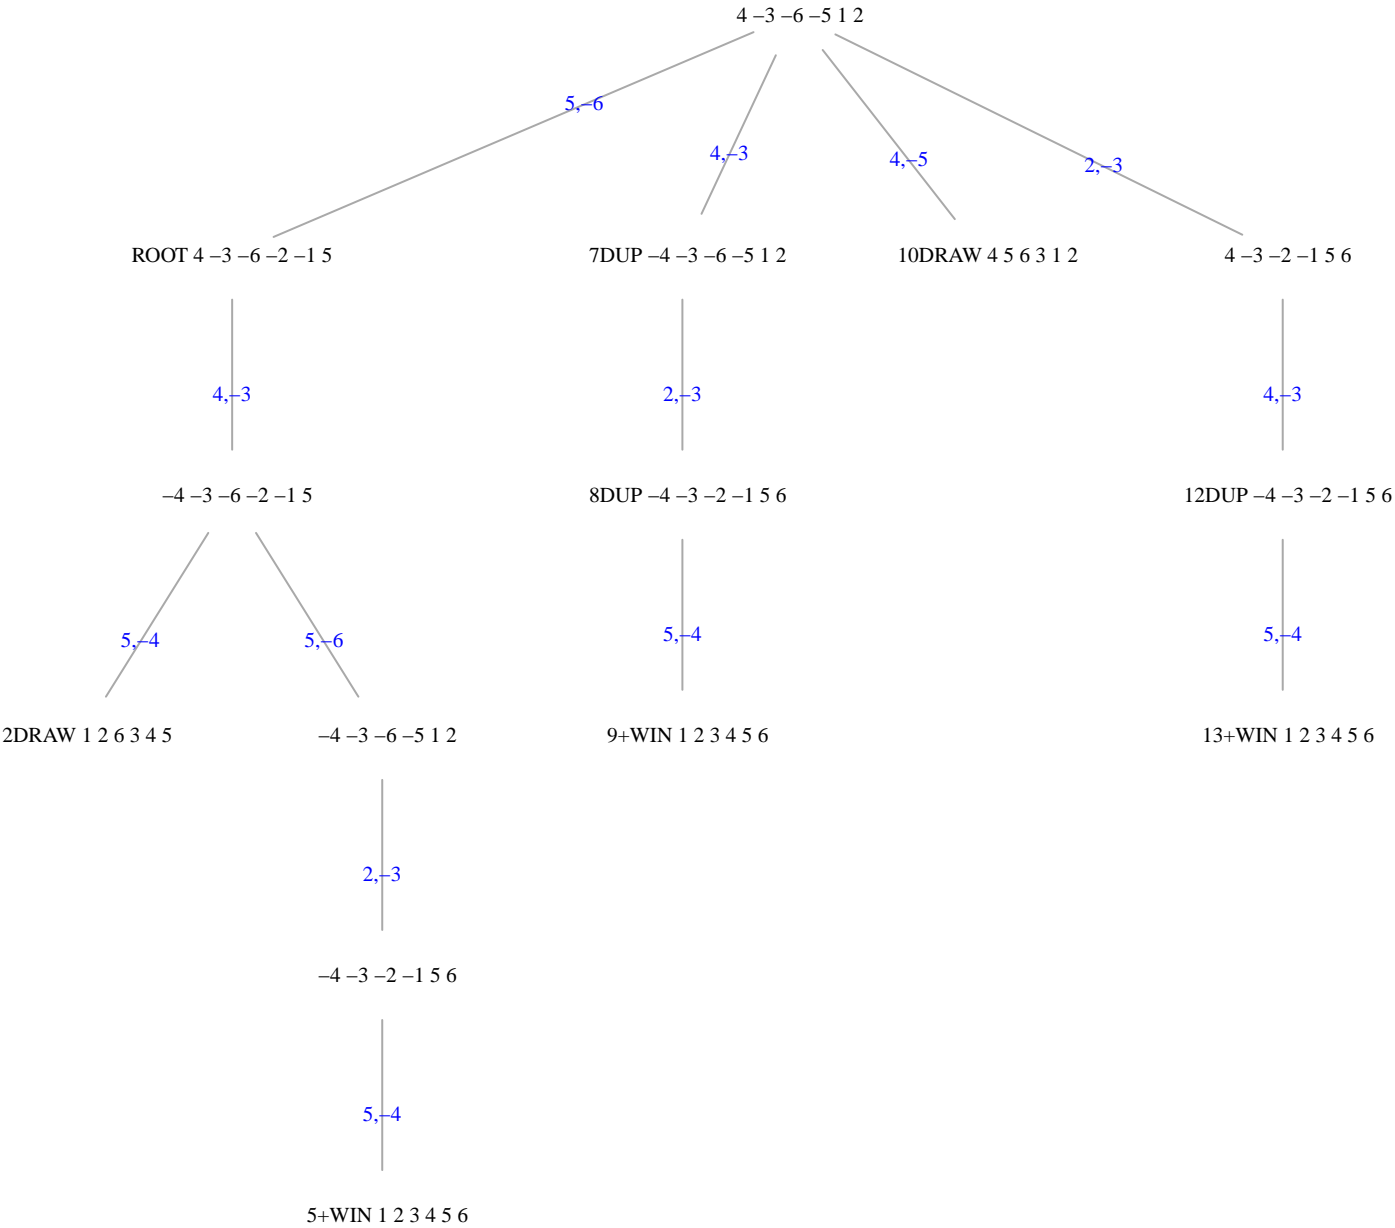 4 –3 –6 –5 1 2
5,–6
4,–3
4,–5
2,–3
ROOT 4 –3 –6 –2 –1 5
7DUP –4 –3 –6 –5 1 2
10DRAW 4 5 6 3 1 2
4 –3 –2 –1 5 6
4,–3
2,–3
4,–3
–4 –3 –6 –2 –1 5
8DUP –4 –3 –2 –1 5 6
12DUP –4 –3 –2 –1 5 6
5,–4
5,–6
5,–4
5,–4
2DRAW 1 2 6 3 4 5
–4 –3 –6 –5 1 2
9+WIN 1 2 3 4 5 6
13+WIN 1 2 3 4 5 6
2,–3
–4 –3 –2 –1 5 6
5,–4
5+WIN 1 2 3 4 5 6